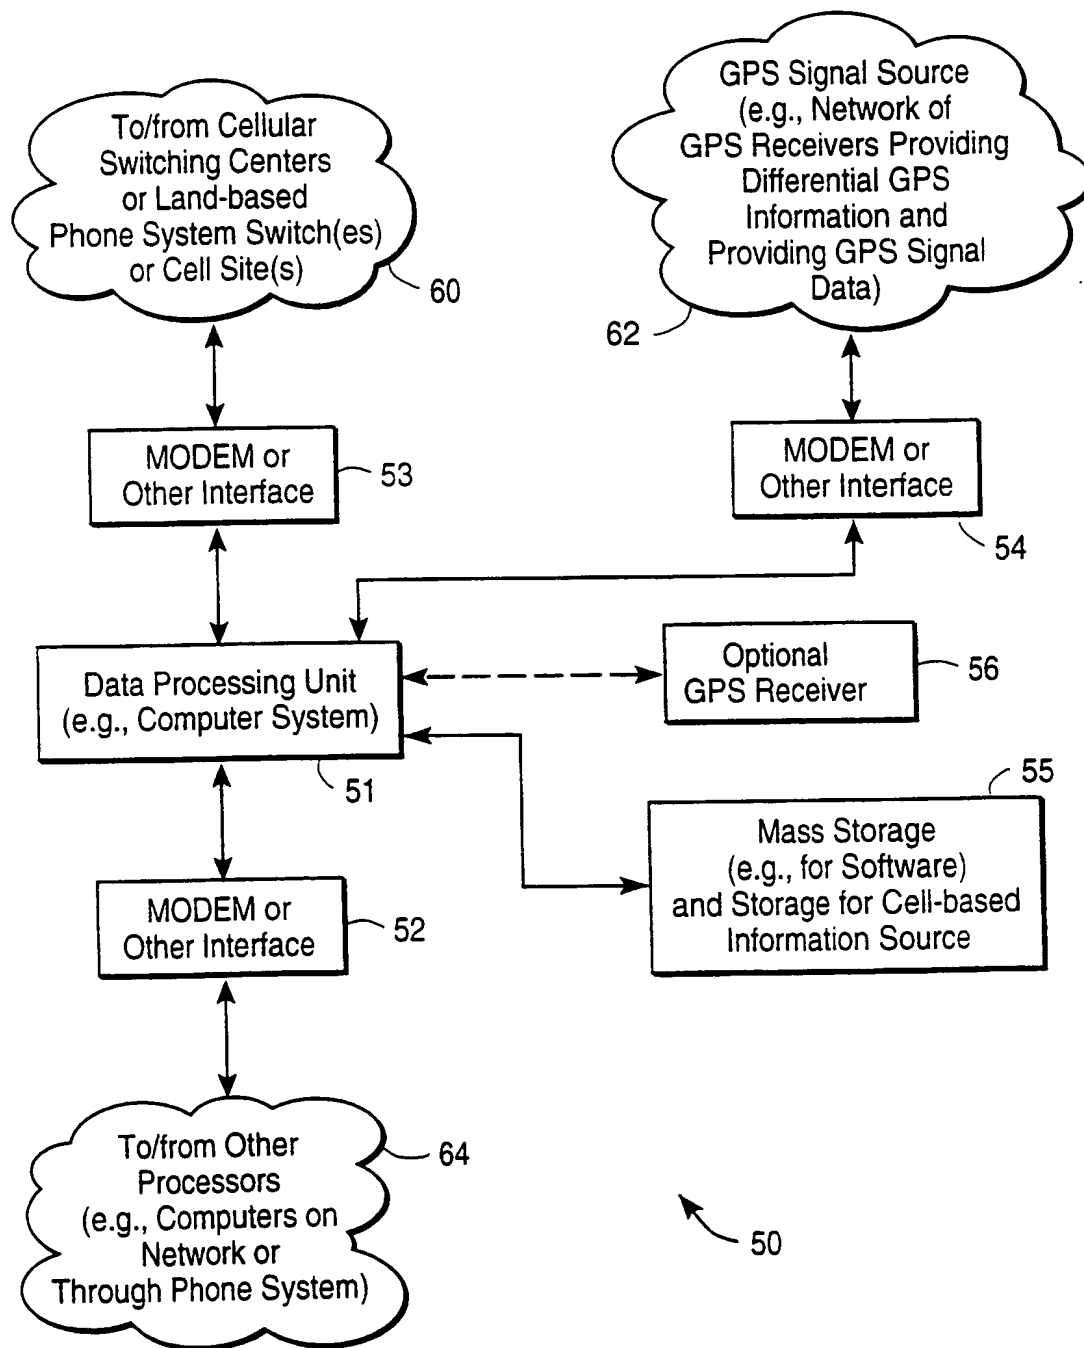 To/from Cellular
Switching Centers
or Land-based
Phone System Switch(es)
or Cell Site(s)
60
GPS Signal Source
(e.g., Network of
GPS Receivers Providing
Differential GPS
Information and
Providing GPS Signal
Data)
62
MODEM or
Other Interface
53
MODEM or
Other Interface
54
Data Processing Unit
(e.g., Computer System)
51
Optional
GPS Receiver
56
55
Mass Storage
(e.g., for Software)
and Storage for Cell-based
Information Source
MODEM or
Other Interface
52
To/from Other
Processors
(e.g., Computers on
Network or
Through Phone System)
64
50